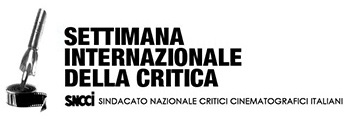 SETTIMANA
INTERNAZIONALE
DELLA CRITICA
SNCCI SINDACATO NAZIONALE CRITICI CINEMATOGRAFICI ITALIANI